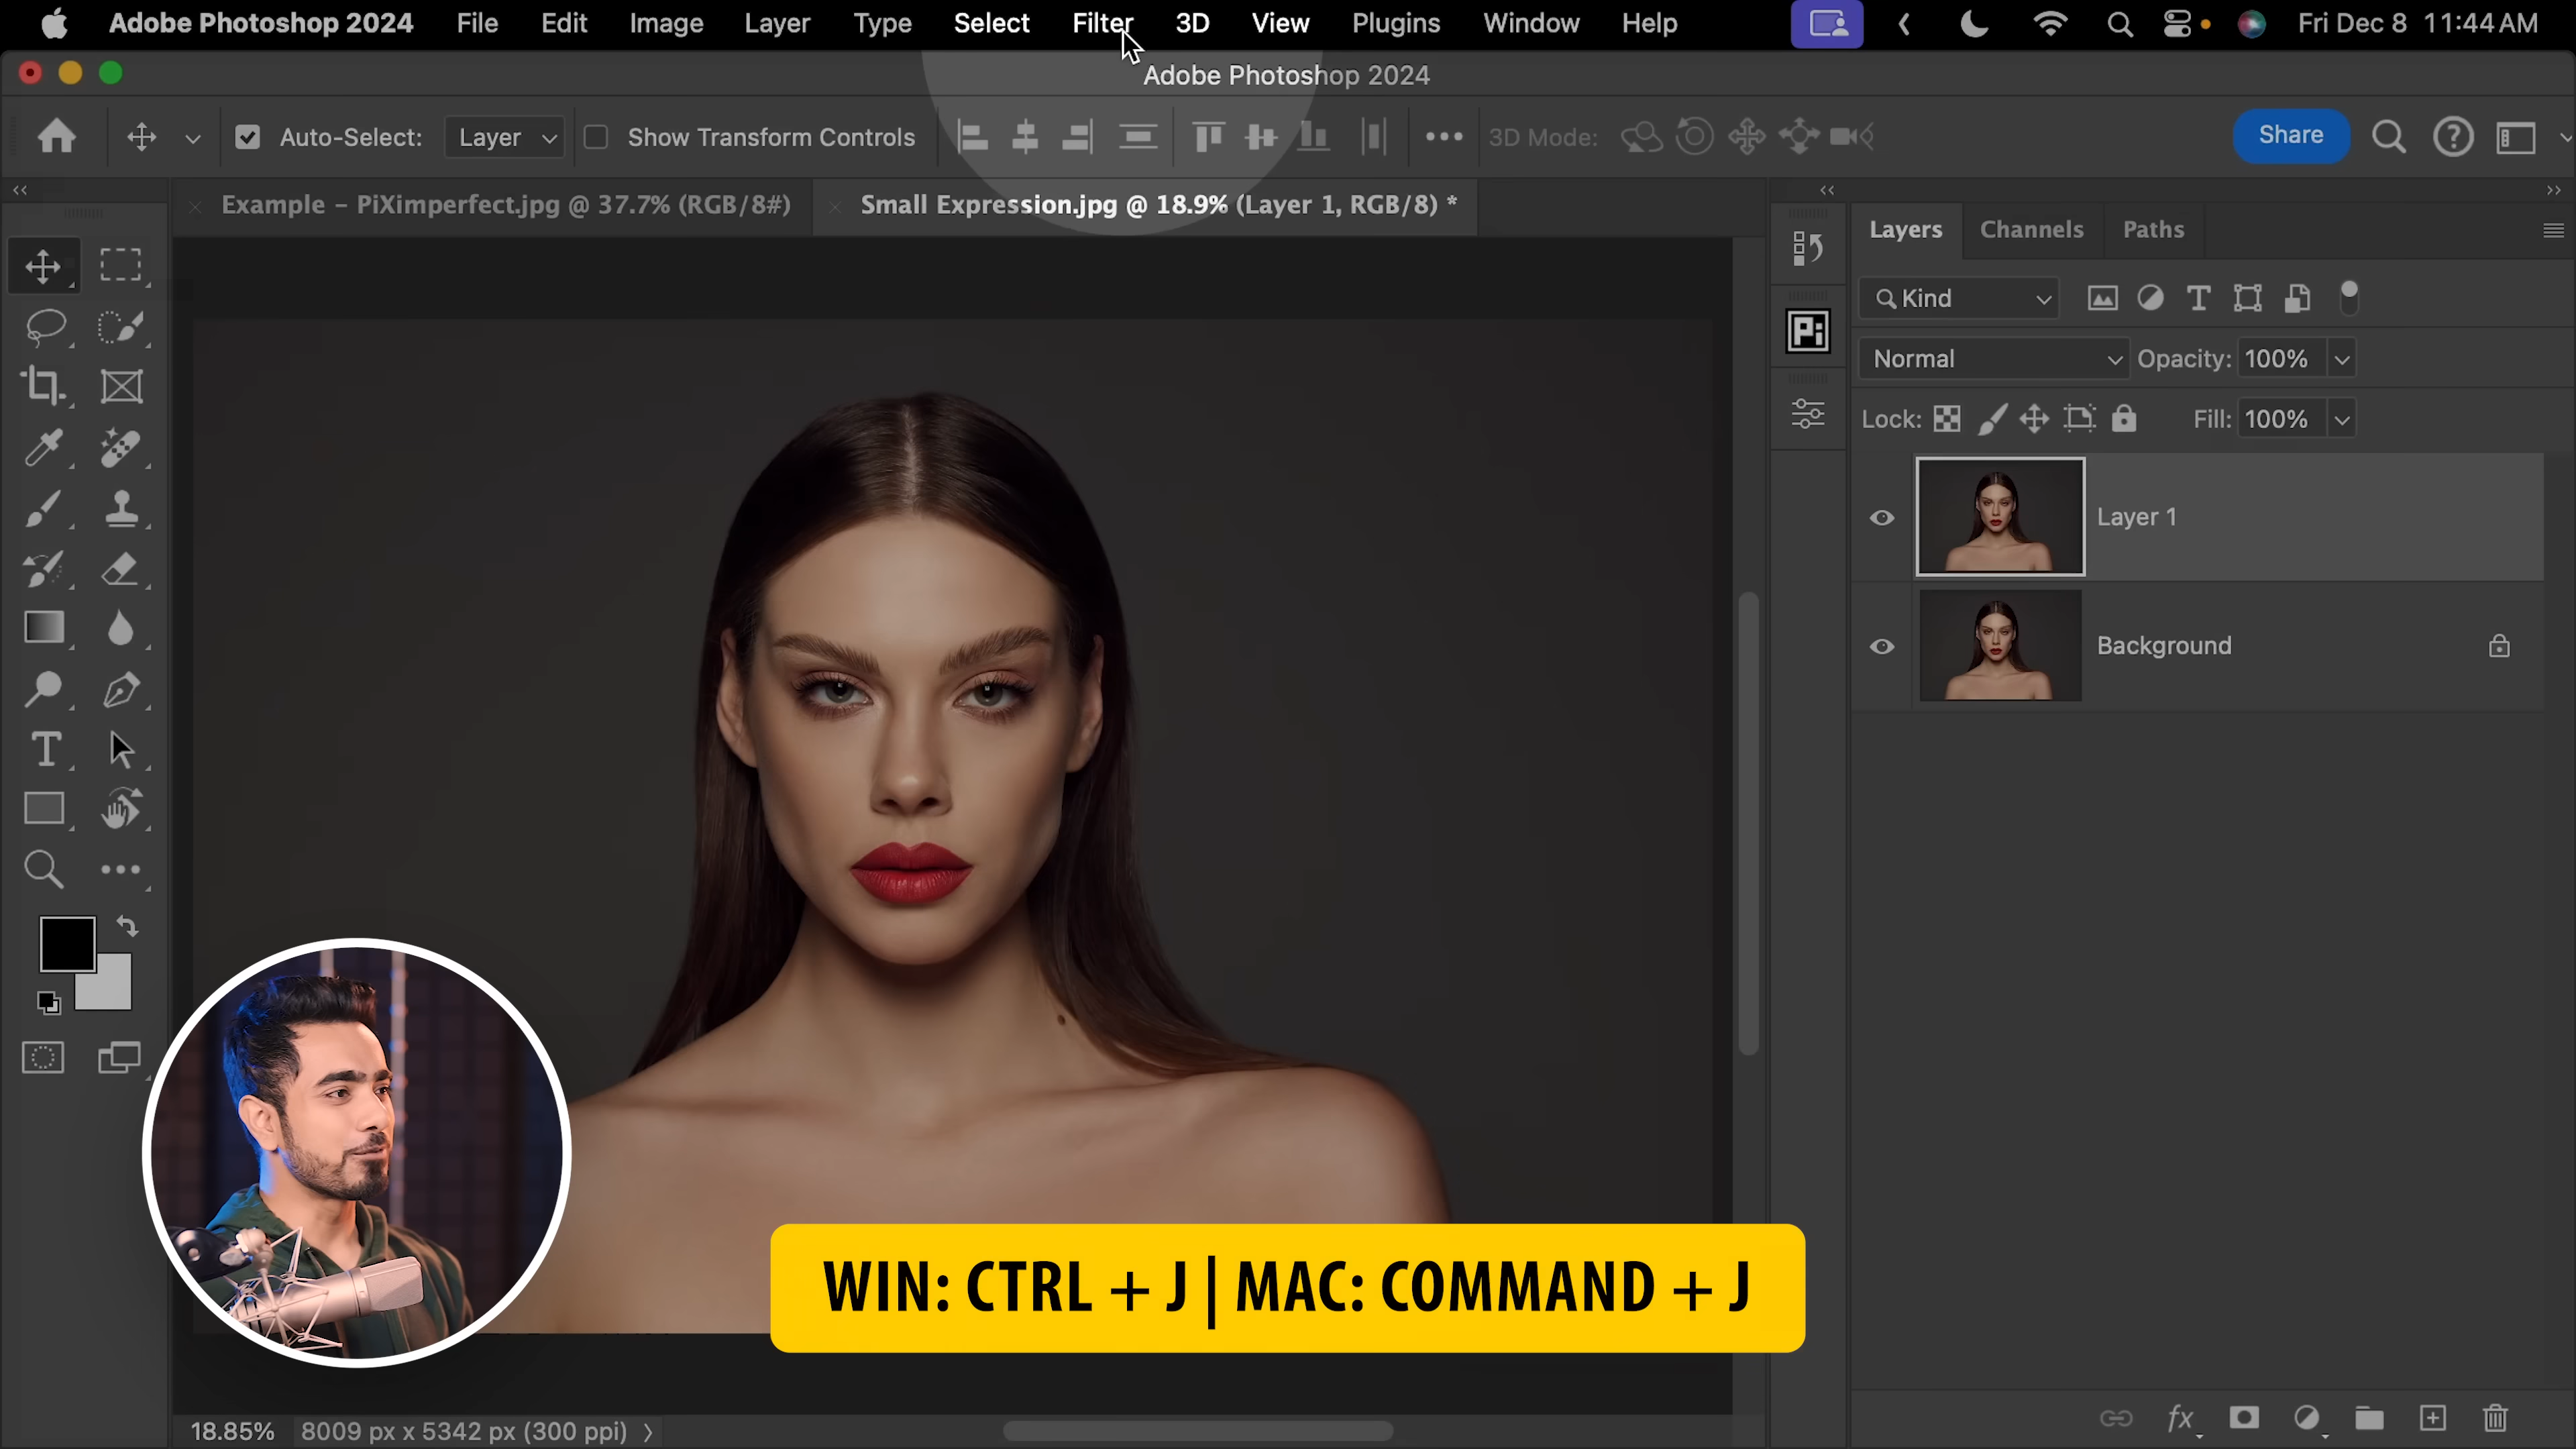 Adobe Photoshop 2024 File Edit Image Layer Type Select Filter 3D View Plugins Window Help Fri Dec 8 11:44 AM
Adobe Photoshop 2024
Auto-Select: Layer Show Transform Controls 3D Mode: Share
Example – PiXimperfect.jpg @ 37.7% (RGB/8#) Small Expression.jpg @ 18.9% (Layer 1, RGB/8) *
Layers Channels Paths
Kind
Pi
Normal Opacity: 100%
Lock: Fill: 100%
Layer 1
Background
WIN: CTRL + J | MAC: COMMAND + J
18.85% 8009 px x 5342 px (300 ppi)
fx